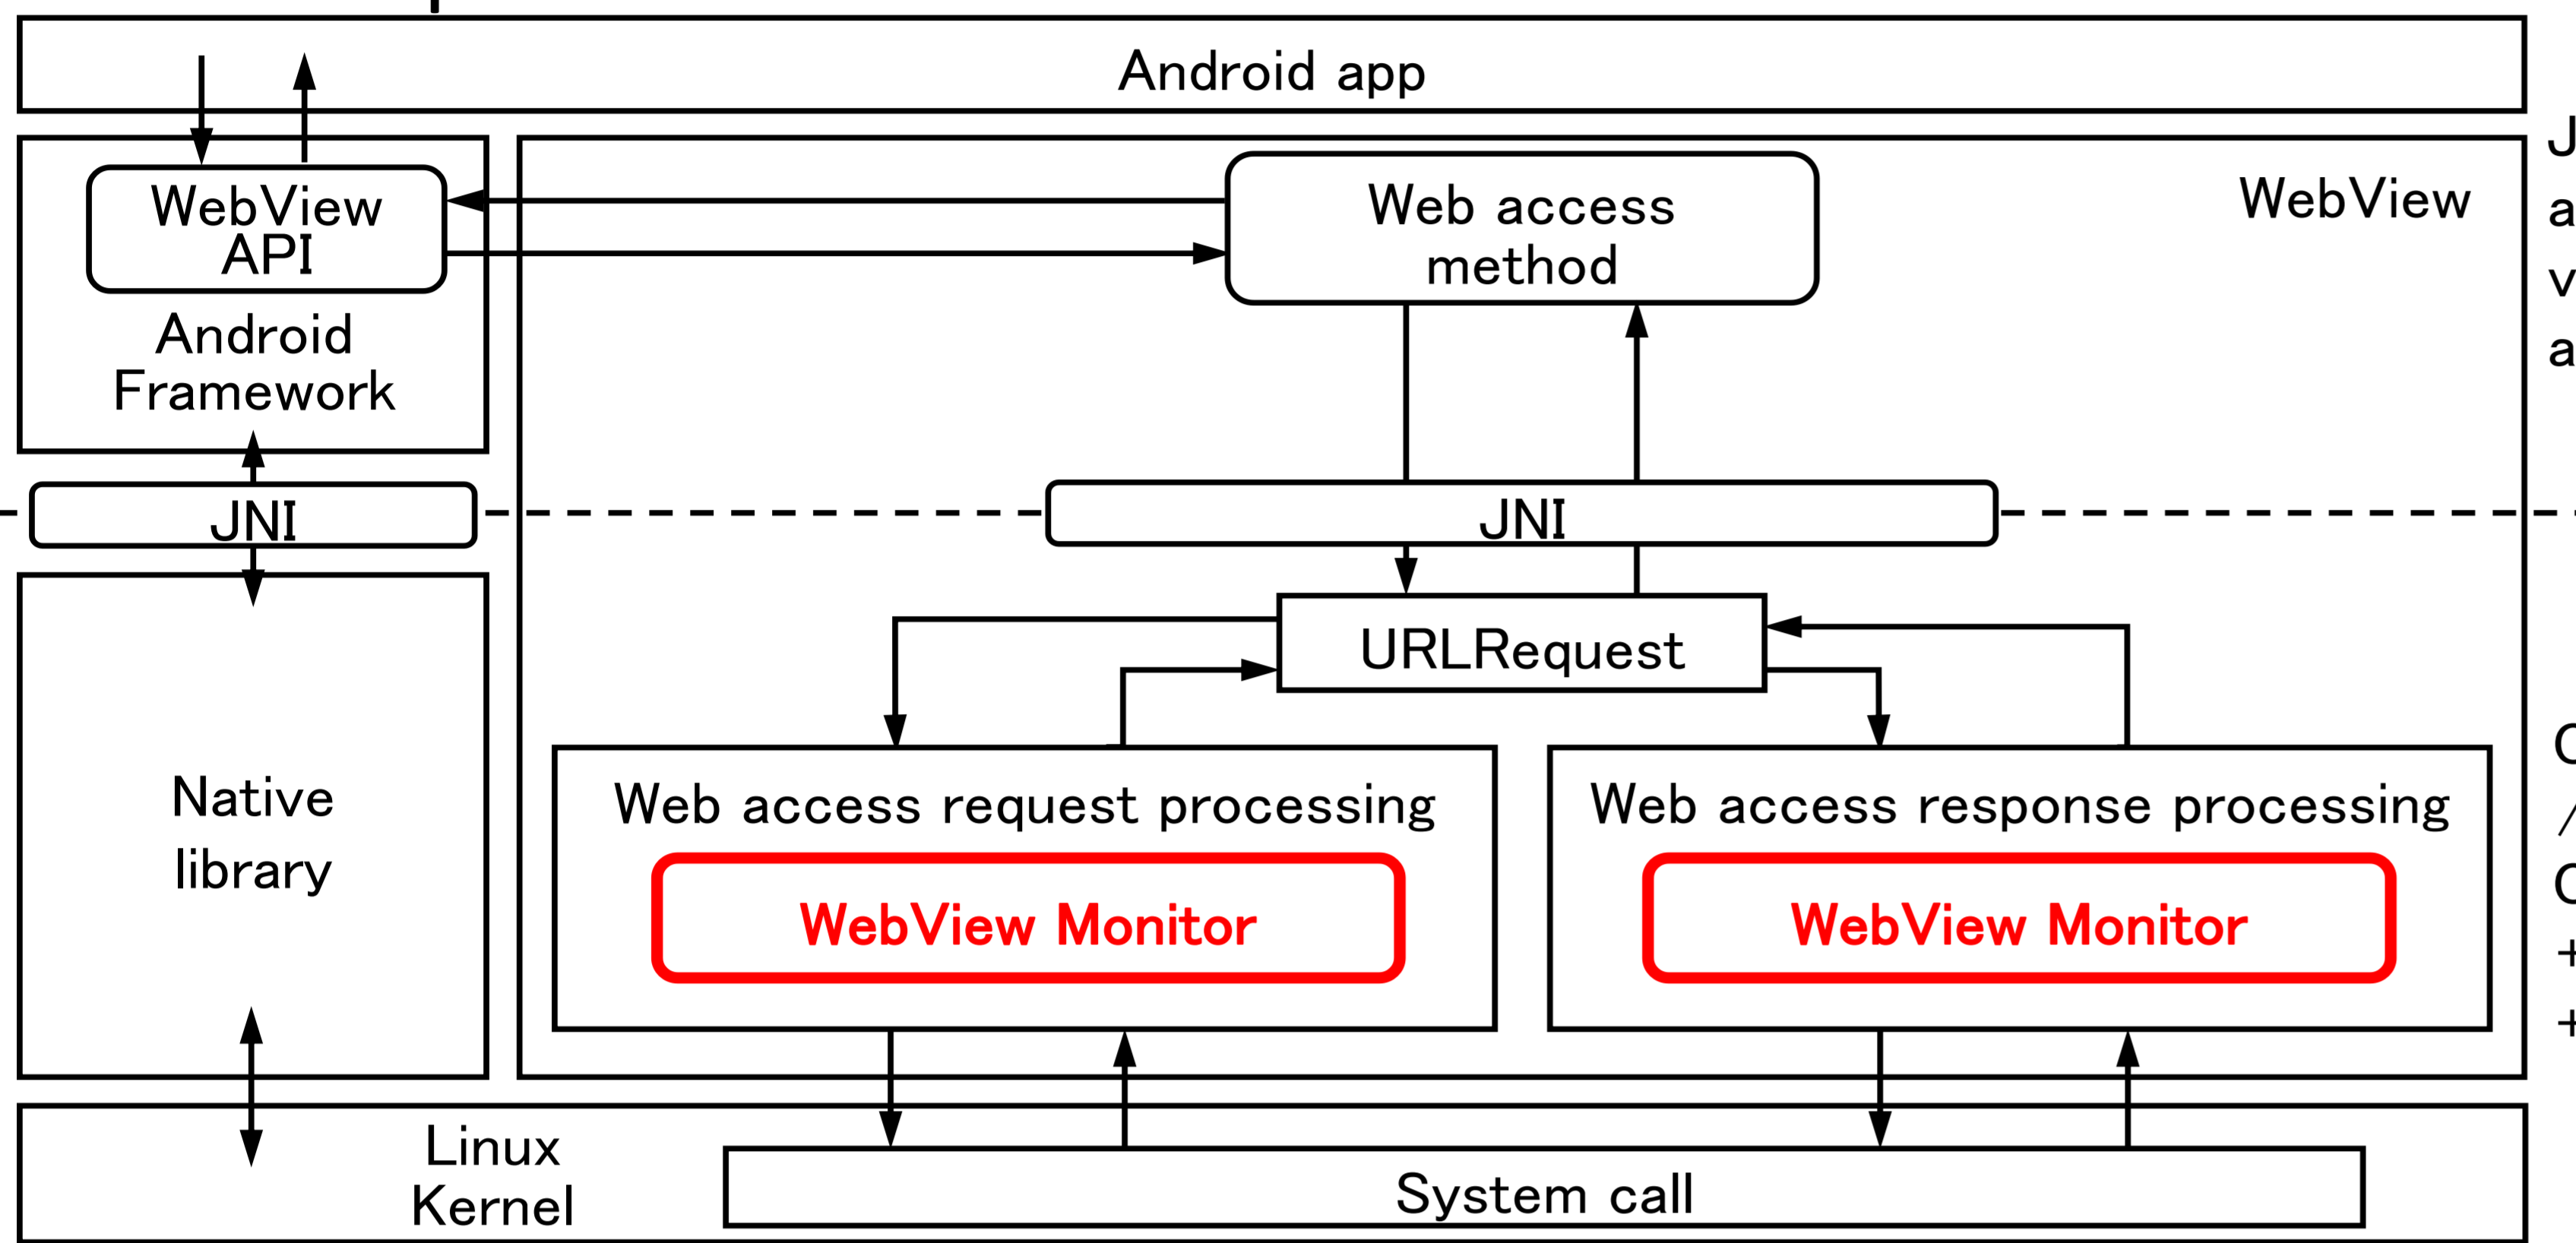 Android app
WebView
API
Android
Framework
Web access
method
WebView
J
a
v
a
JNI
JNI
URLRequest
Native
library
Web access request processing
WebView Monitor
Web access response processing
WebView Monitor
/
+
+
Linux
Kernel
System call